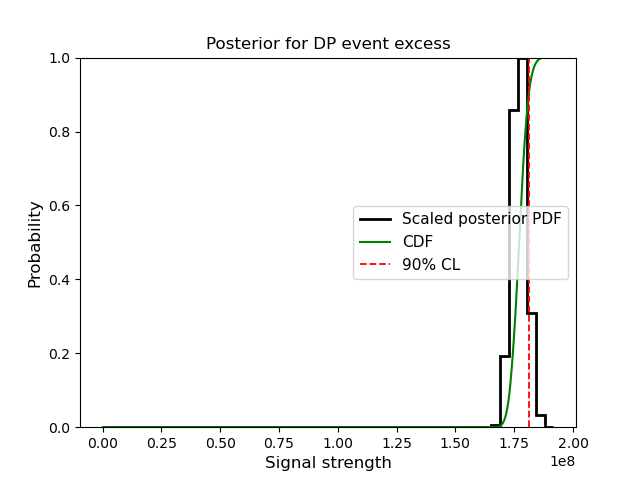 Posterior for DP event excess
1.0
0.8
0.6
0.4
0.2
0.0
Probability
Scaled posterior PDF
CDF
90% CL
0.00 0.25 0.50 0.75 1.00 1.25 1.50 1.75 2.00
1e8
Signal strength